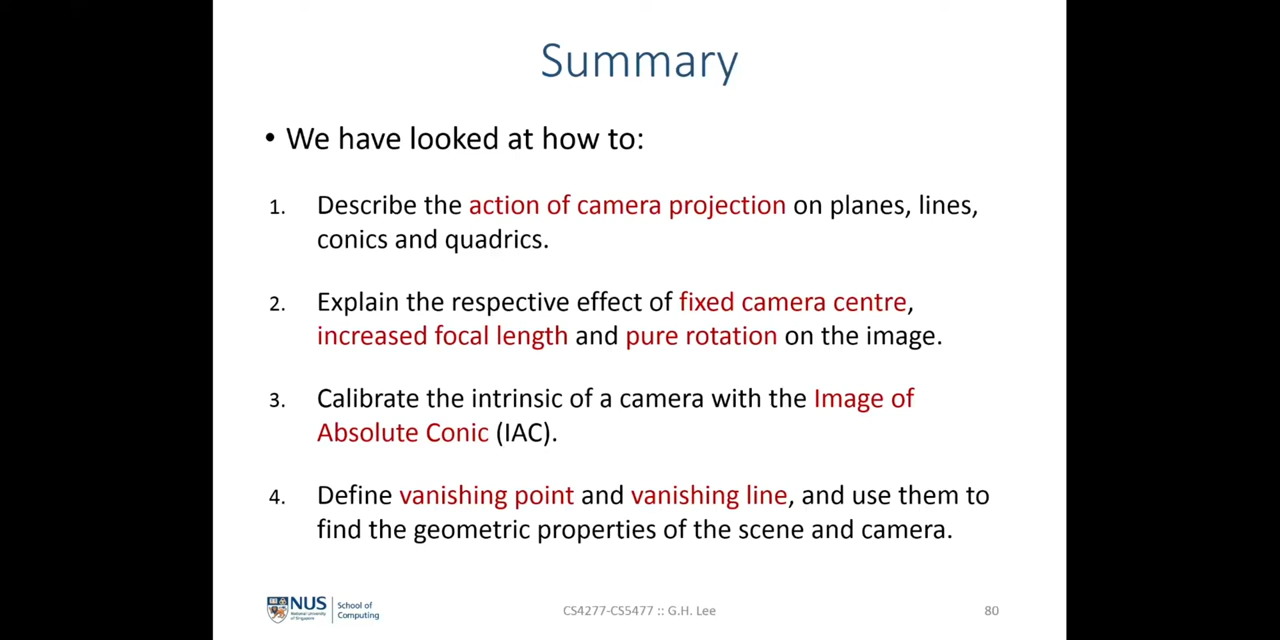 Summary
• We have looked at how to:
1. Describe the action of camera projection on planes, lines,
conics and quadrics.
2. Explain the respective effect of fixed camera centre,
increased focal length and pure rotation on the image.
3. Calibrate the intrinsic of a camera with the Image of
Absolute Conic (IAC).
4. Define vanishing point and vanishing line, and use them to
find the geometric properties of the scene and camera.
NUS
National University
of Singapore
School of
Computing
CS4277-CS5477 :: G.H. Lee
80